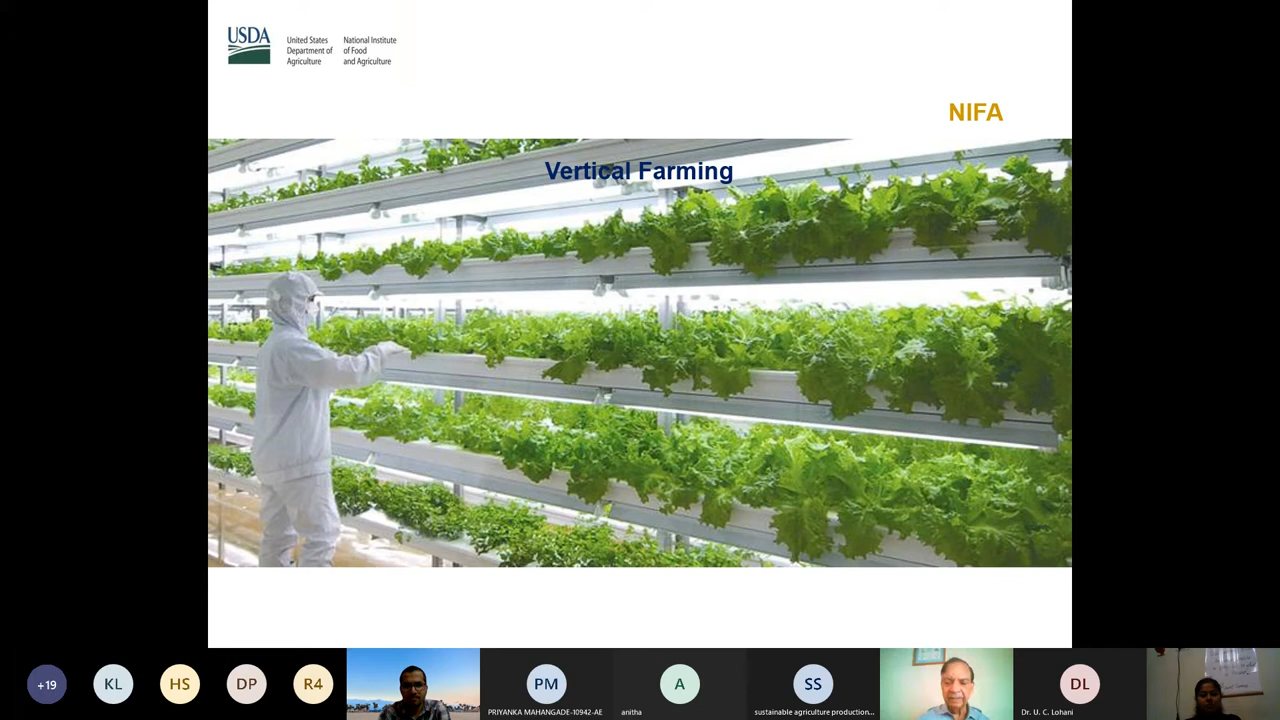 USDA
United States
Department of
Agriculture
National Institute
of Food
and Agriculture
NIFA
Vertical Farming
+19
KL
HS
DP
R4
PM
A
SS
DL
PRIYANKA MAHANGADE-10942-AE
anitha
sustainable agriculture production...
Dr. U. C. Lohani